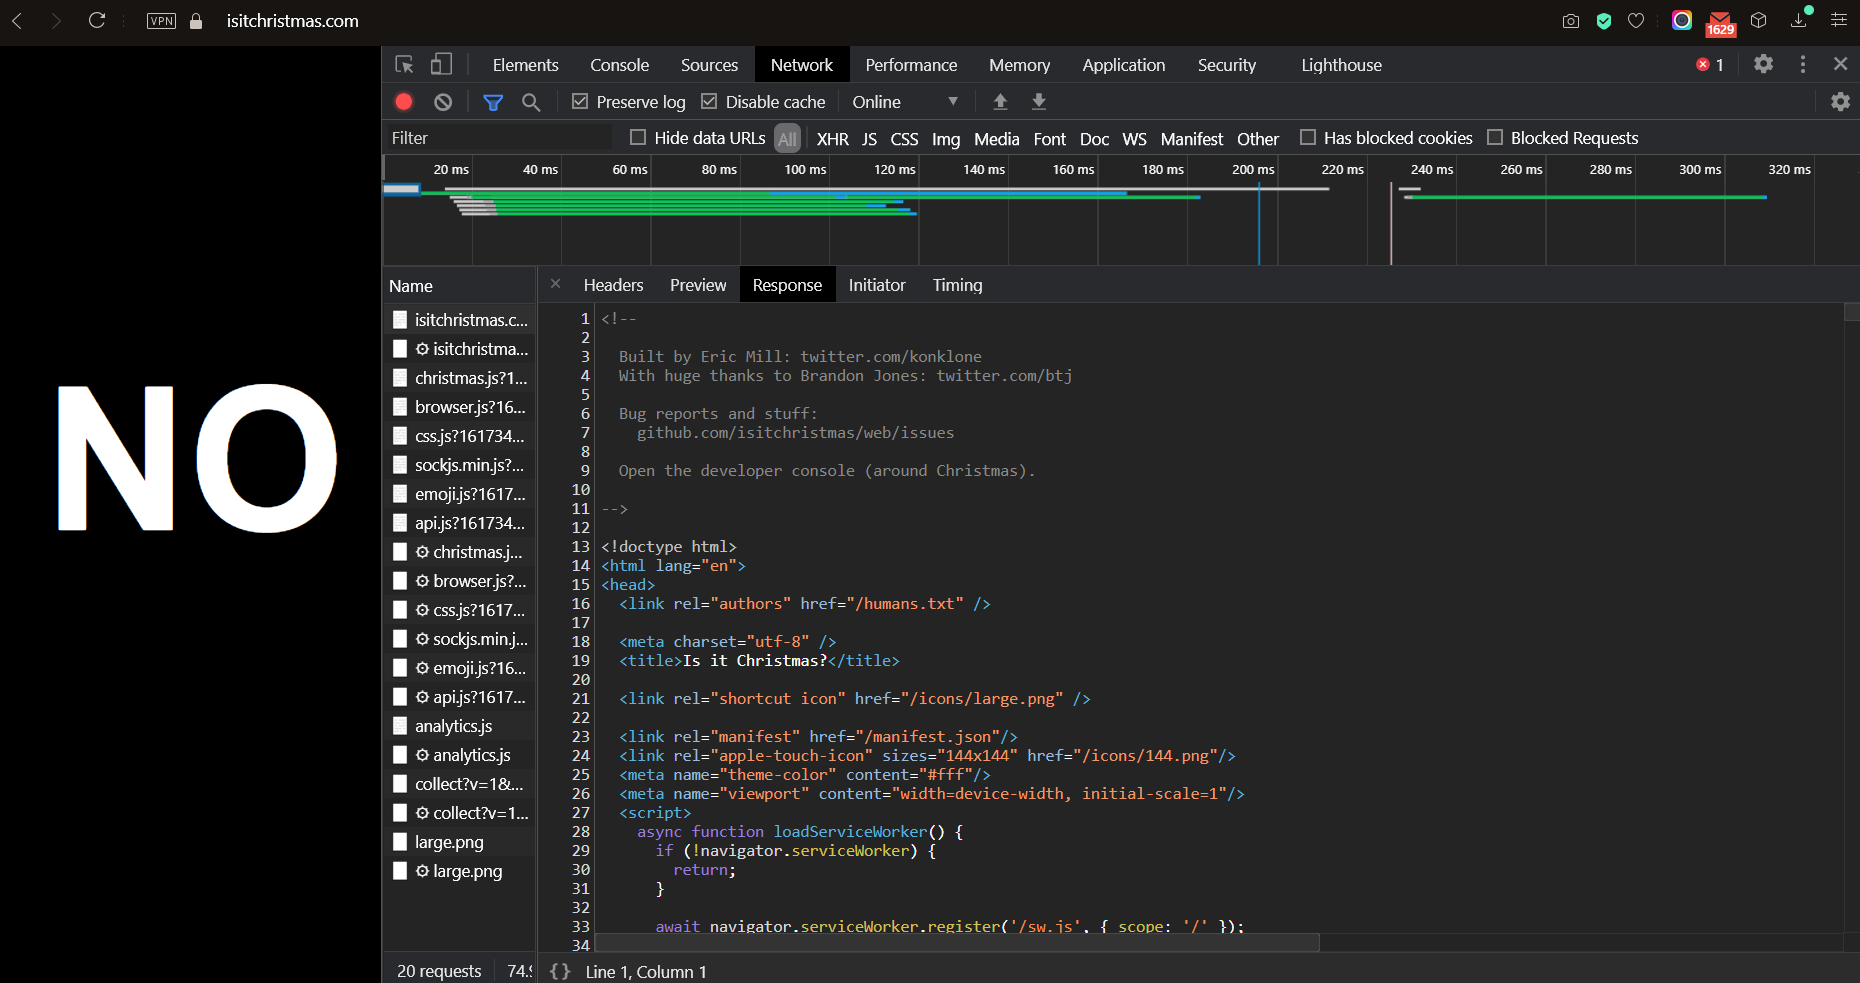 VPN isitchristmas.com 1629
NO
Elements Console Sources Network Performance Memory Application Security Lighthouse 1
Preserve log Disable cache Online
Filter Hide data URLs All XHR JS CSS Img Media Font Doc WS Manifest Other Has blocked cookies Blocked Requests
20 ms 40 ms 60 ms 80 ms 100 ms 120 ms 140 ms 160 ms 180 ms 200 ms 220 ms 240 ms 260 ms 280 ms 300 ms 320 ms
Name
isitchristmas.c...
isitchristma...
christmas.js?1...
browser.js?16...
css.js?161734...
sockjs.min.js?...
emoji.js?1617...
api.js?161734...
christmas.j...
browser.js?...
css.js?1617...
sockjs.min.j...
emoji.js?16...
api.js?1617...
analytics.js
analytics.js
collect?v=1&...
collect?v=1...
large.png
large.png
20 requests 74.9
Headers Preview Response Initiator Timing
1 <!--
2
3 Built by Eric Mill: twitter.com/konklone
4 With huge thanks to Brandon Jones: twitter.com/btj
5
6 Bug reports and stuff:
7 github.com/isitchristmas/web/issues
8
9 Open the developer console (around Christmas).
10
11 -->
12
13 <!doctype html>
14 <html lang="en">
15 <head>
16 <link rel="authors" href="/humans.txt" />
17
18 <meta charset="utf-8" />
19 <title>Is it Christmas?</title>
20
21 <link rel="shortcut icon" href="/icons/large.png" />
22
23 <link rel="manifest" href="/manifest.json"/>
24 <link rel="apple-touch-icon" sizes="144x144" href="/icons/144.png"/>
25 <meta name="theme-color" content="#fff"/>
26 <meta name="viewport" content="width=device-width, initial-scale=1"/>
27 <script>
28 async function loadServiceWorker() {
29 if (!navigator.serviceWorker) {
30 return;
31 }
32
33 await navigator.serviceWorker.register('/sw.js', { scope: '/' });
34
{} Line 1, Column 1